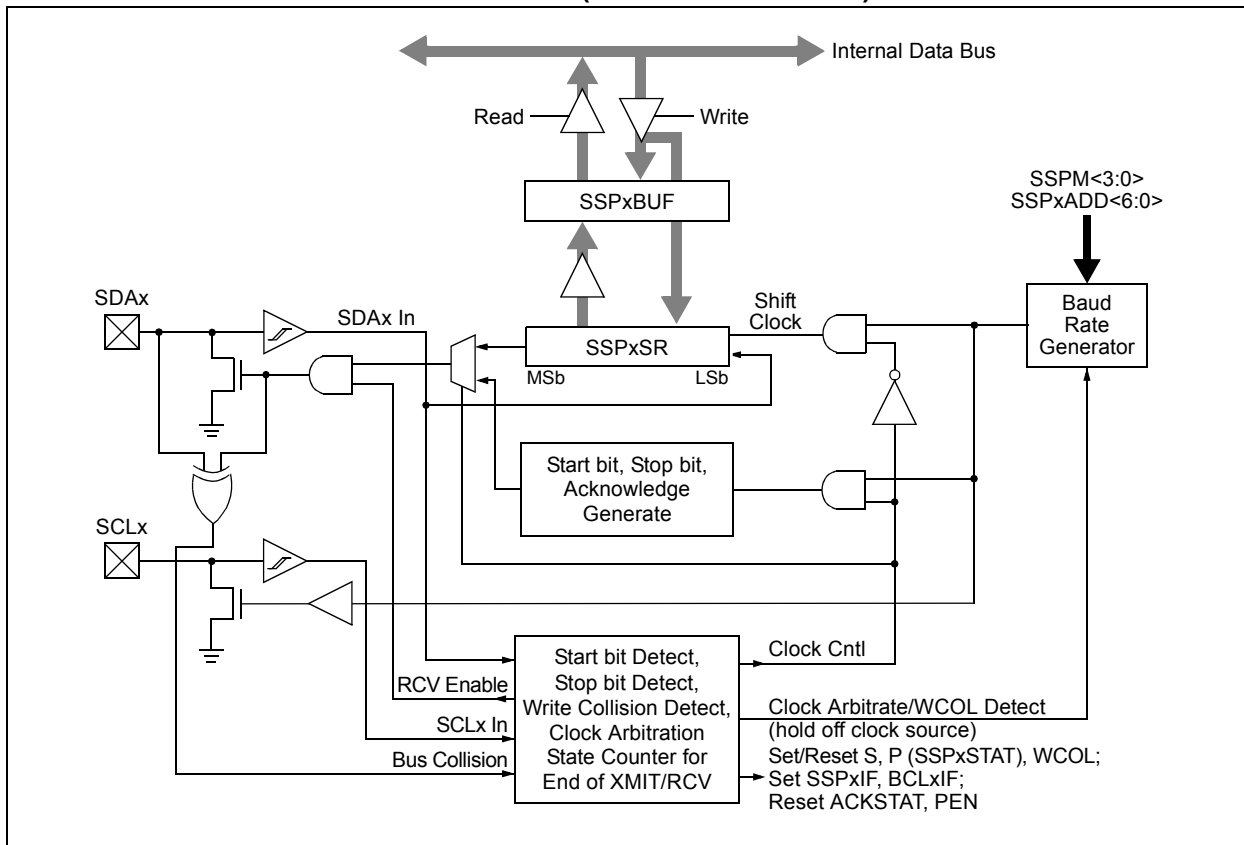 Internal Data Bus
Read
Write
SSPxBUF
SSPM<3:0>
SSPxADD<6:0>
Baud
Rate
Generator
SDAx
SDAx In
Shift
Clock
SSPxSR
MSb
LSb
Start bit, Stop bit,
Acknowledge
Generate
SCLx
Start bit Detect,
Stop bit Detect,
Write Collision Detect,
Clock Arbitration
State Counter for
End of XMIT/RCV
RCV Enable
SCLx In
Bus Collision
Clock Cntl
Clock Arbitrate/WCOL Detect
(hold off clock source)
Set/Reset S, P (SSPxSTAT), WCOL;
Set SSPxIF, BCLxIF;
Reset ACKSTAT, PEN